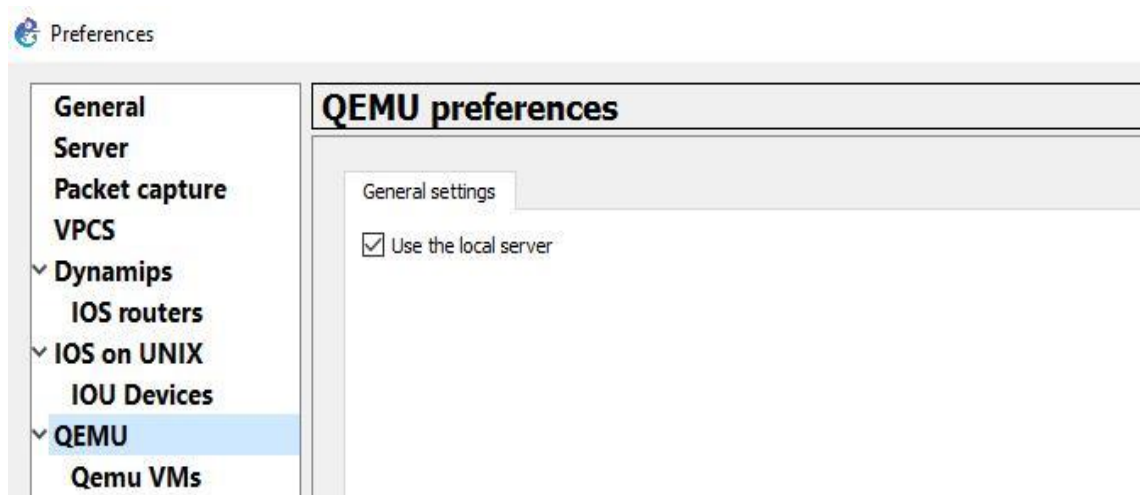 Preferences
General
Server
Packet capture
VPCS
Dynamips
IOS routers
IOS on UNIX
IOU Devices
QEMU
Qemu VMs
QEMU preferences
General settings
Use the local server